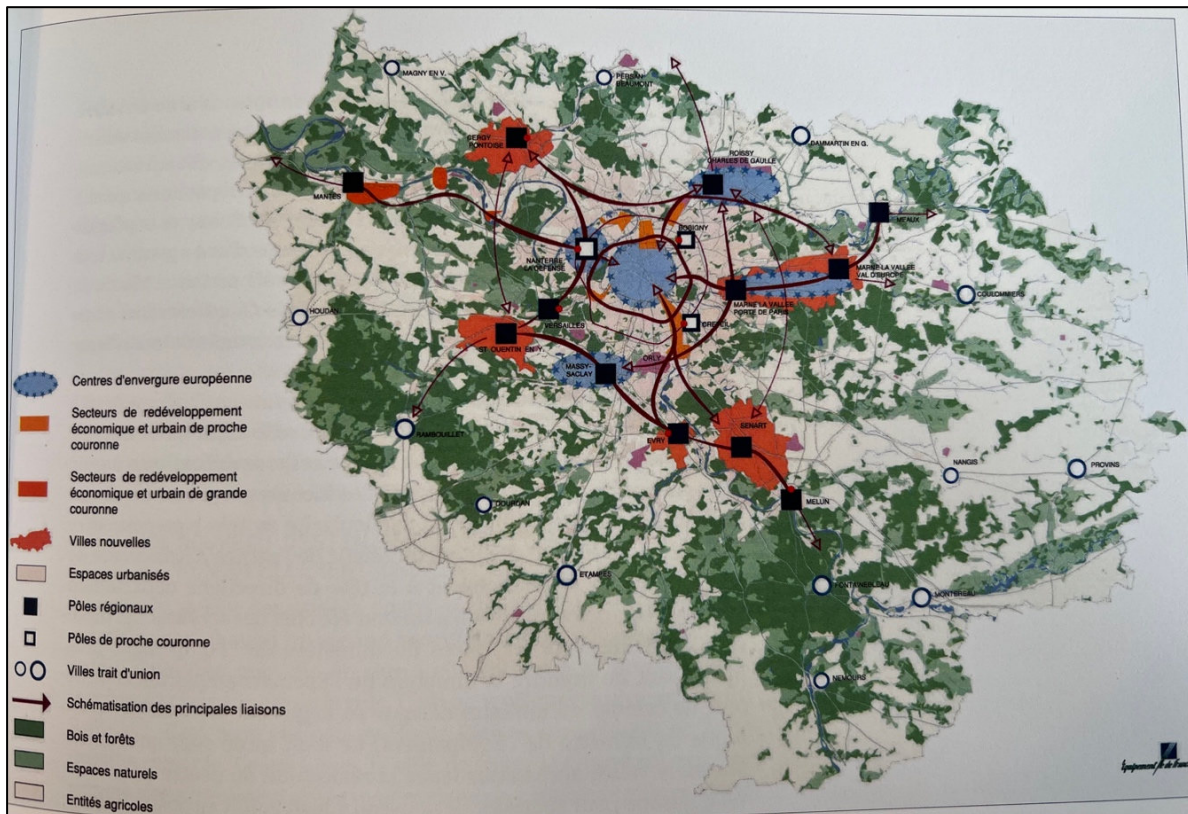 MAGNY EN V.
PERSAN
BEAUMONT
CERGY
PONTOISE
ROISSY
CHARLES DE GAULLE
DAMMARTIN EN G.
MANTES
MEAUX
BOBIGNY
NANTERRE
LA DEFENSE
MARNE LA VALLEE
VAL D'EUROPE
MARNE LA VALLEE
PORTE DE PARIS
COULOMMIERS
HOUDAN
VERSAILLES
CRETEIL
ST QUENTIN EN Y.
ORLY
MASSY-
SACLAY
RAMBOUILLET
EVRY
SENART
NANGIS
PROVINS
DOURDAN
MELUN
ETAMPES
FONTAINEBLEAU
MONTEREAU
NEMOURS
Centres d'envergure européenne
Secteurs de redéveloppement
économique et urbain de proche
couronne
Secteurs de redéveloppement
économique et urbain de grande
couronne
Villes nouvelles
Espaces urbanisés
Pôles régionaux
Pôles de proche couronne
Villes trait d'union
Schématisation des principales liaisons
Bois et forêts
Espaces naturels
Entités agricoles